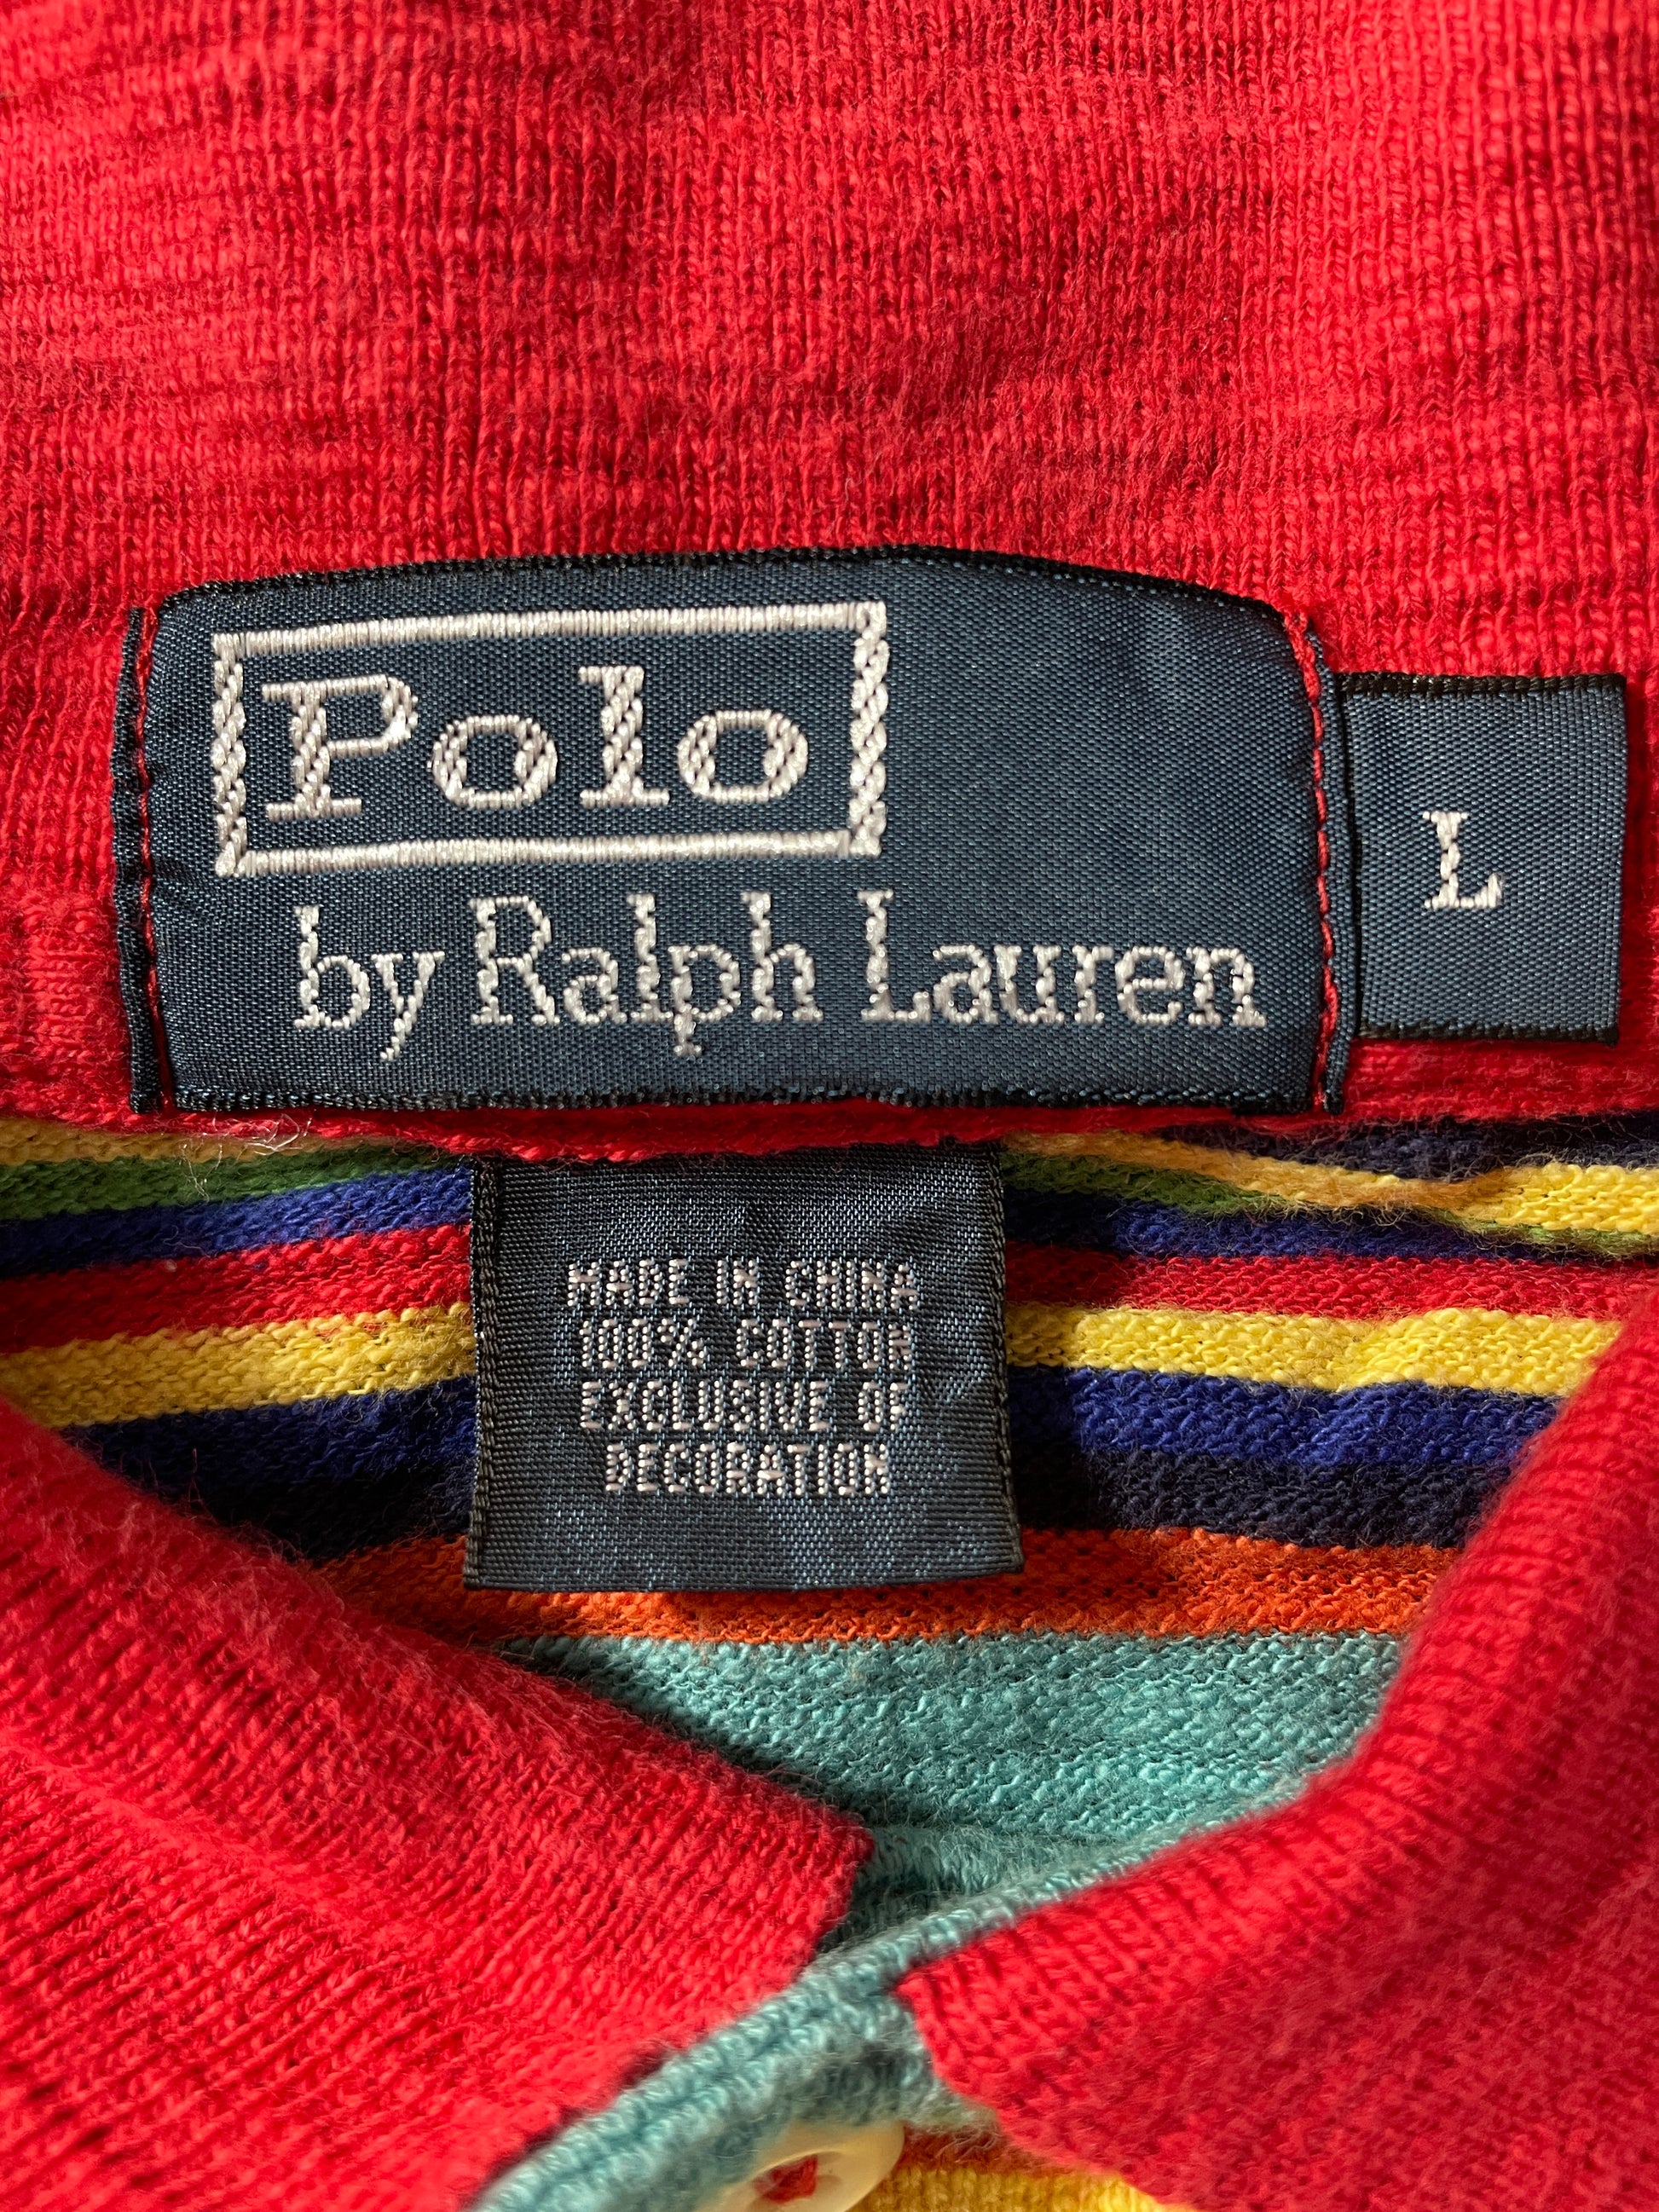 Polo
by Ralph Lauren
L
MADE IN CHINA
100% COTTON
EXCLUSIVE OF
DECORATION